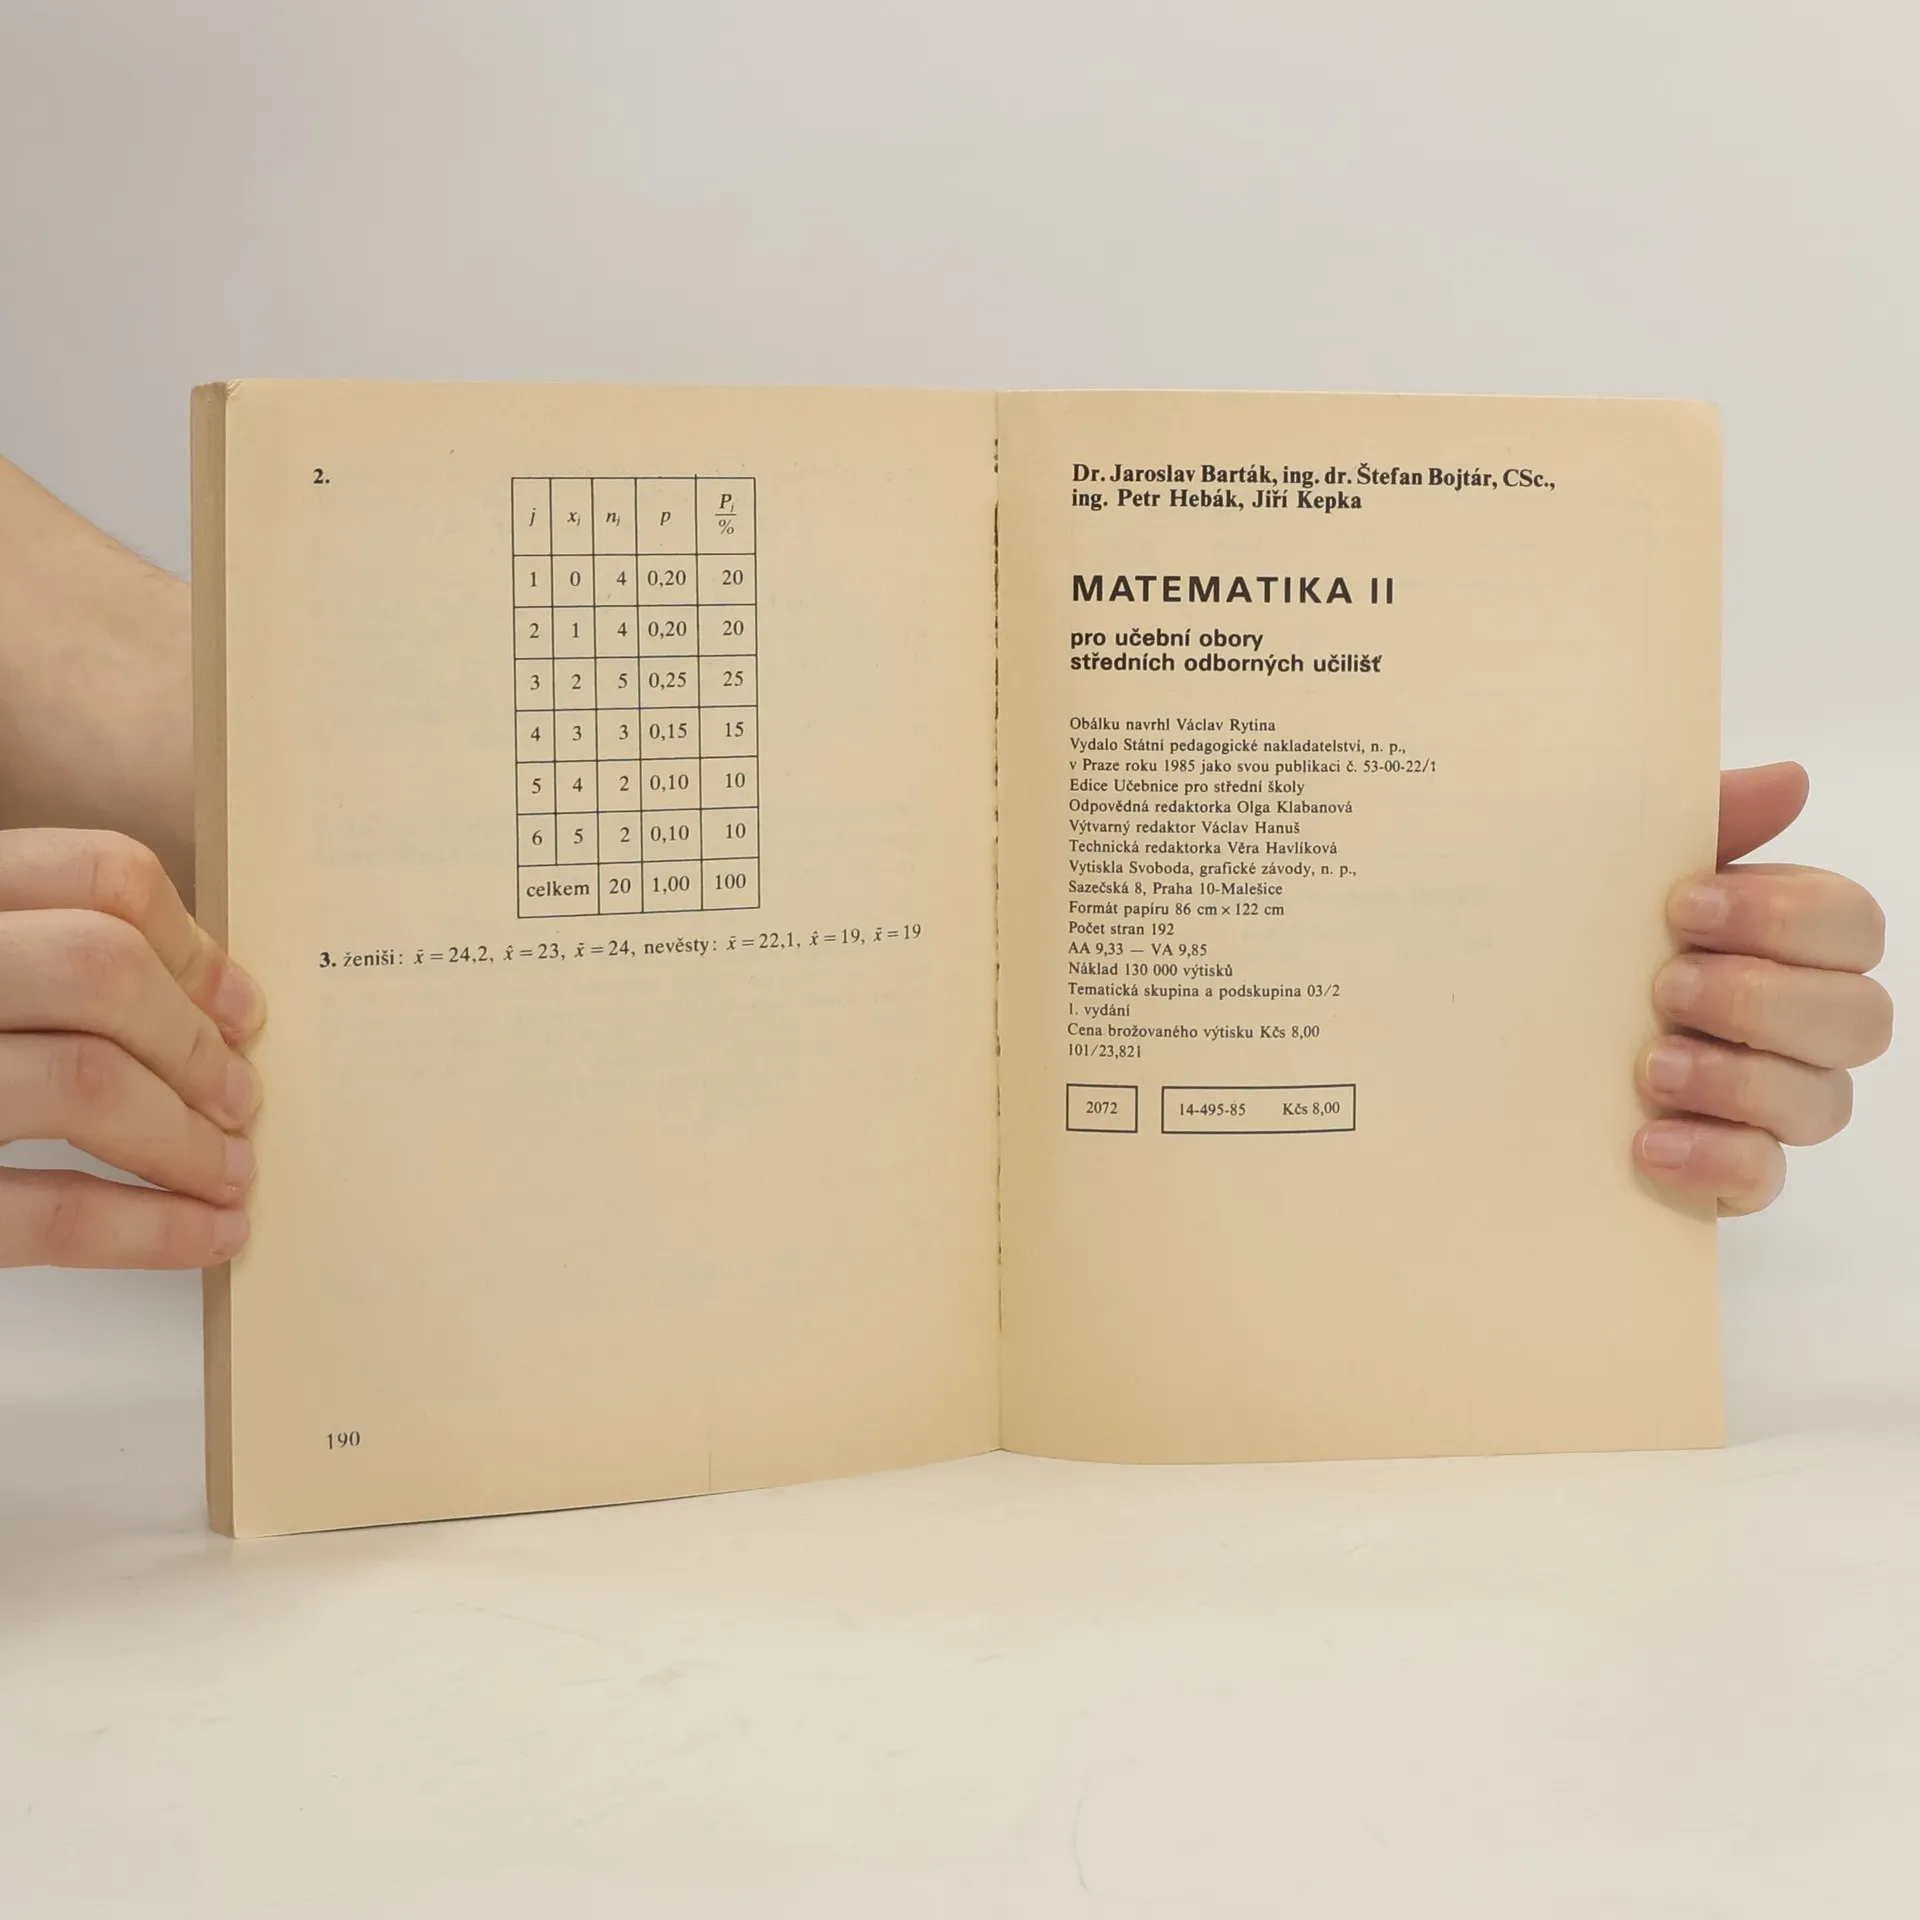 2.
j xj nj p Pj/%
1 0 4 0,20 20
2 1 4 0,20 20
3 2 5 0,25 25
4 3 3 0,15 15
5 4 2 0,10 10
6 5 2 0,10 10
celkem 20 1,00 100
3. ženiši: x̄ = 24,2, x̂ = 23, x̃ = 24, nevěsty: x̄ = 22,1, x̂ = 19, x̃ = 19
190
Dr. Jaroslav Barták, ing. dr. Štefan Bojtár, CSc.,
ing. Petr Hebák, Jiří Kepka
MATEMATIKA II
pro učební obory
středních odborných učilišť
Obálku navrhl Václav Rytina
Vydalo Státní pedagogické nakladatelství, n. p.,
v Praze roku 1985 jako svou publikaci č. 53-00-22/1
Edice Učebnice pro střední školy
Odpovědná redaktorka Olga Klabanová
Výtvarný redaktor Václav Hanuš
Technická redaktorka Věra Havlíková
Vytiskla Svoboda, grafické závody, n. p.,
Sazečská 8, Praha 10-Malešice
Formát papíru 86 cm × 122 cm
Počet stran 192
AA 9,33 — VA 9,85
Náklad 130 000 výtisků
Tematická skupina a podskupina 03/2
1. vydání
Cena brožovaného výtisku Kčs 8,00
101/23,821
2072 14-495-85 Kčs 8,00